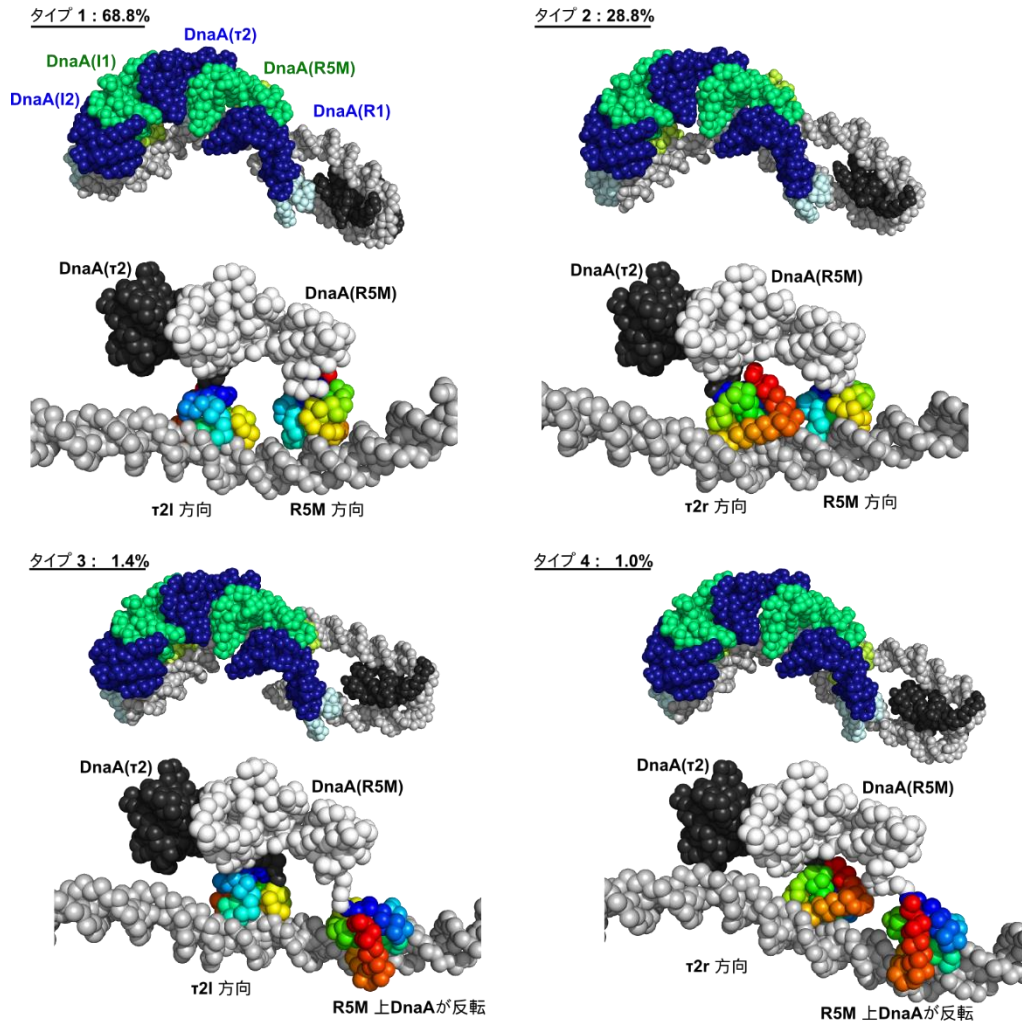 タイプ 1：68.8%
DnaA(τ2)
DnaA(I1)
DnaA(R5M)
DnaA(I2)
DnaA(R1)
DnaA(τ2)
DnaA(R5M)
τ2l 方向
R5M 方向
タイプ 2：28.8%
DnaA(τ2)
DnaA(R5M)
τ2r 方向
R5M 方向
タイプ 3： 1.4%
DnaA(τ2)
DnaA(R5M)
τ2l 方向
R5M 上DnaAが反転
タイプ 4： 1.0%
DnaA(τ2)
DnaA(R5M)
τ2r 方向
R5M 上DnaAが反転